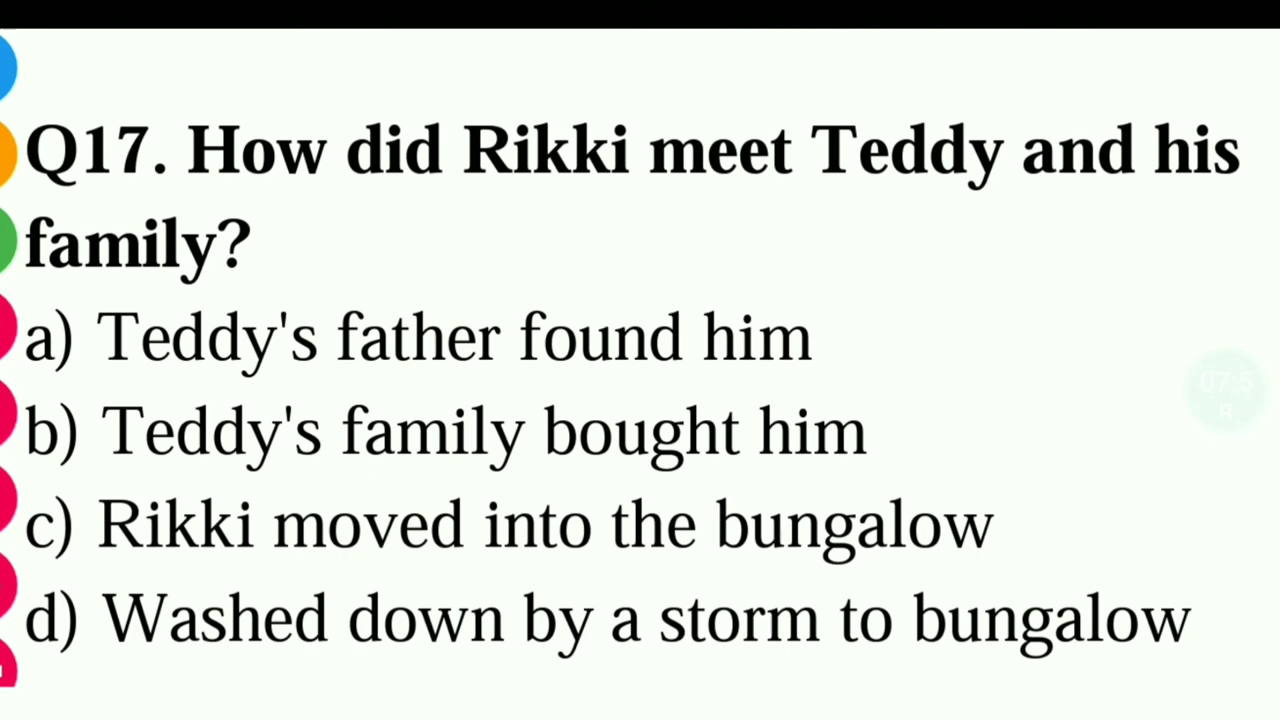 Q17. How did Rikki meet Teddy and his
family?
a) Teddy's father found him
b) Teddy's family bought him
c) Rikki moved into the bungalow
d) Washed down by a storm to bungalow